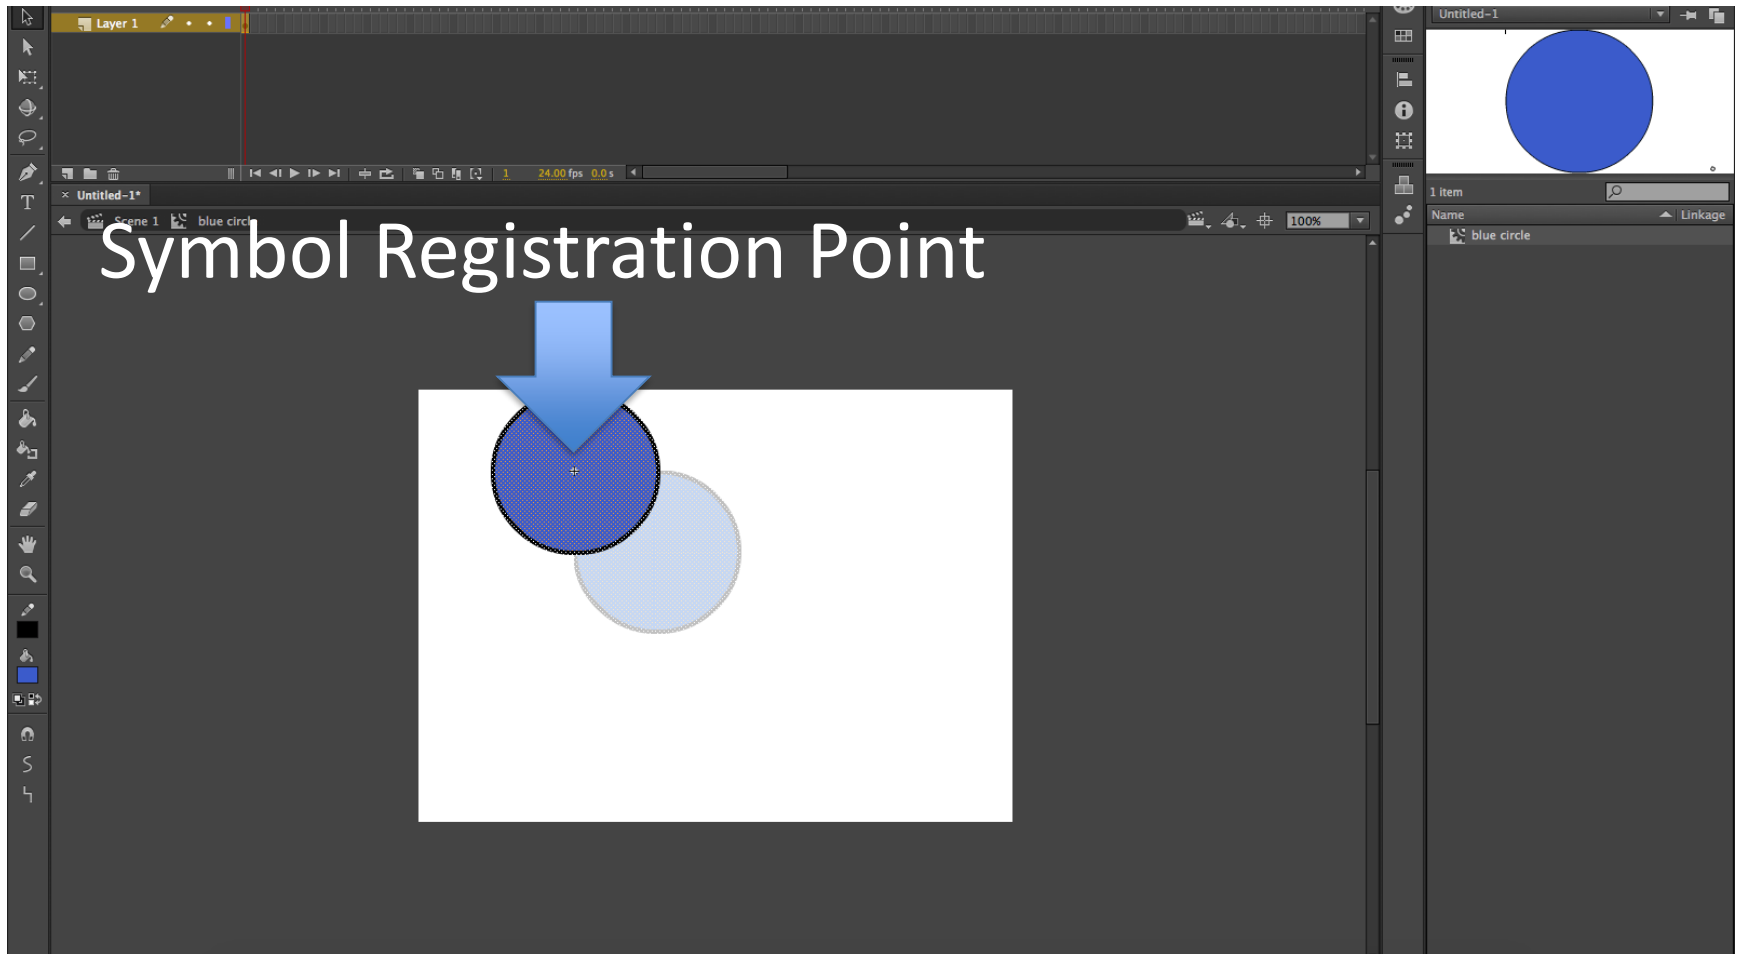 Untitled-1
Layer 1
1 24.00 fps 0.0 s
× Untitled-1*
1 item
Scene 1 blue circle
100%
Name Linkage
Symbol Registration Point
blue circle
T